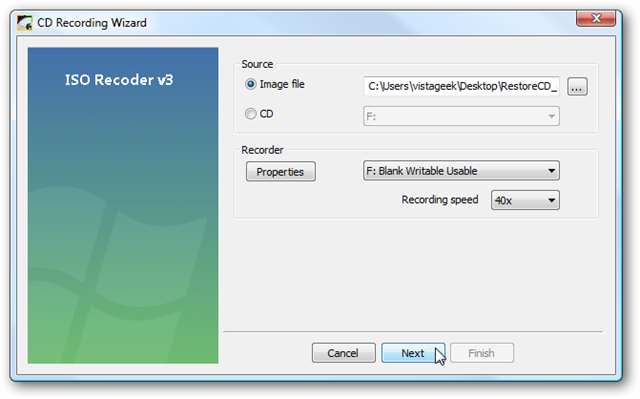 CD Recording Wizard
ISO Recoder v3
Source
Image file
C:\Users\vistageek\Desktop\RestoreCD_
...
CD
F:
Recorder
Properties
F: Blank Writable Usable
Recording speed
40x
Cancel
Next
Finish